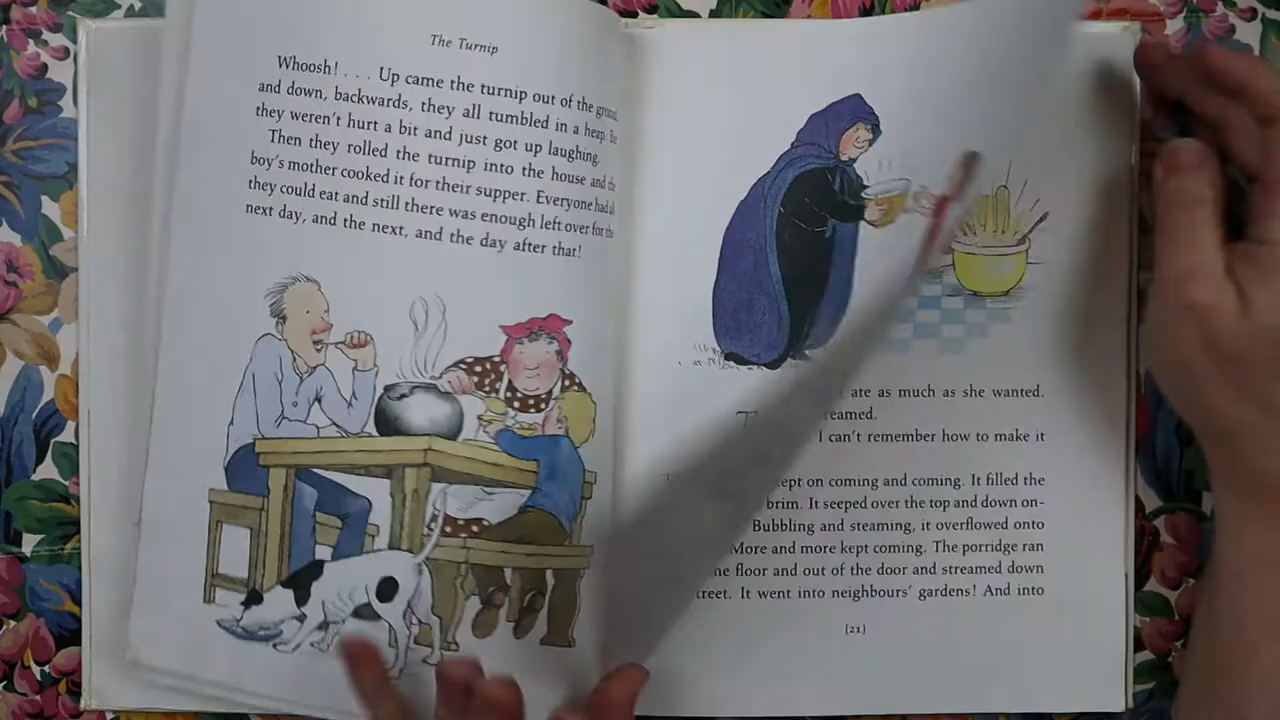 The Turnip
Whoosh! . . . Up came the turnip out of the ground,
and down, backwards, they all tumbled in a heap. But
they weren't hurt a bit and just got up laughing.
Then they rolled the turnip into the house and the
boy's mother cooked it for their supper. Everyone had all
they could eat and still there was enough left over for the
next day, and the next, and the day after that!
ate as much as she wanted.
I can't remember how to make it
on coming and coming. It filled the
brim. It seeped over the top and down on-
Bubbling and steaming, it overflowed onto
More and more kept coming. The porridge ran
floor and out of the door and streamed down
It went into neighbours' gardens! And into
(21)